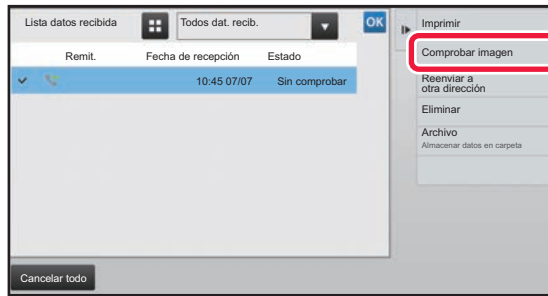 Lista datos recibida
Todos dat. recib.
OK
Remit.
Fecha de recepción
Estado
10:45 07/07
Sin comprobar
Cancelar todo
Imprimir
Comprobar imagen
Reenviar a
otra dirección
Eliminar
Archivo
Almacenar datos en carpeta